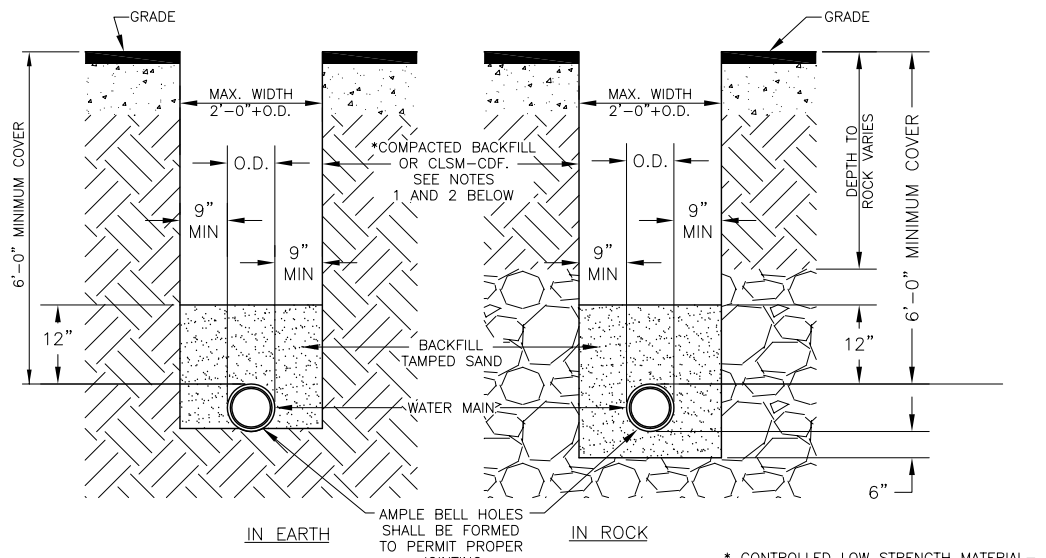 GRADE
GRADE
MAX. WIDTH
2'-0"+O.D.
MAX. WIDTH
2'-0"+O.D.
*COMPACTED BACKFILL
OR CLSM-CDF.
SEE NOTES
1 AND 2 BELOW
O.D.
O.D.
9"
MIN
9"
MIN
9"
MIN
9"
MIN
6'-0" MINIMUM COVER
DEPTH TO
ROCK VARIES
6'-0" MINIMUM COVER
12"
12"
BACKFILL
TAMPED SAND
WATER MAIN
6"
AMPLE BELL HOLES
SHALL BE FORMED
TO PERMIT PROPER
IN EARTH
IN ROCK
* CONTROLLED LOW STRENGTH MATERIAL-